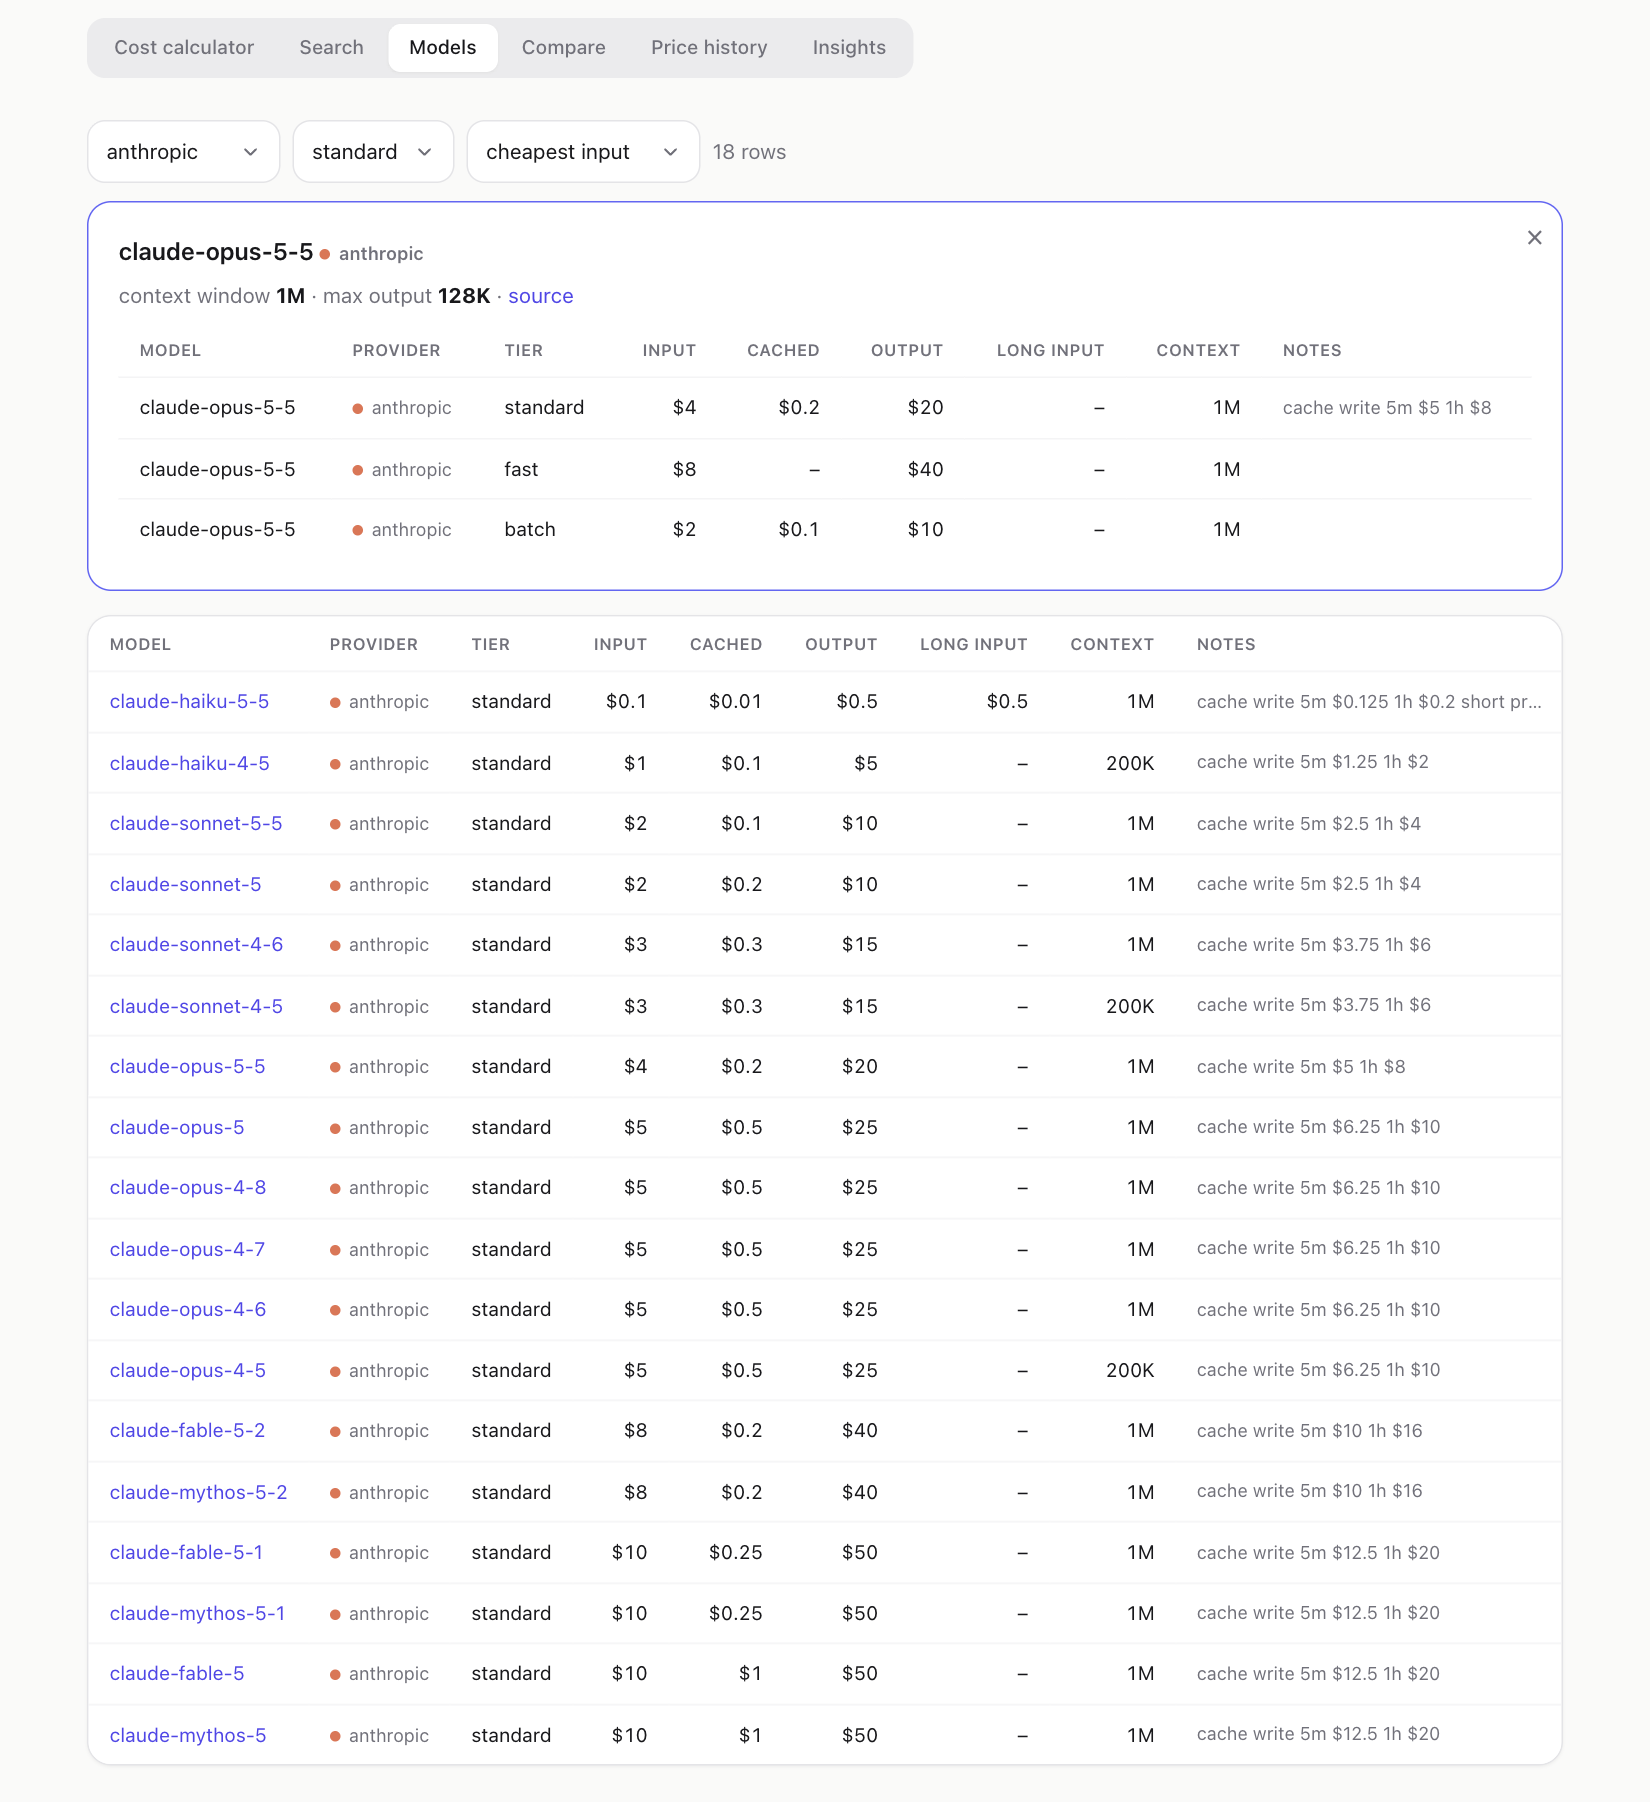 Cost calculator Search Models Compare Price history Insights
anthropic standard cheapest input 18 rows
claude-opus-5-5 anthropic
context window 1M · max output 128K · source
MODEL PROVIDER TIER INPUT CACHED OUTPUT LONG INPUT CONTEXT NOTES
claude-opus-5-5 anthropic standard $4 $0.2 $20 – 1M cache write 5m $5 1h $8
claude-opus-5-5 anthropic fast $8 – $40 – 1M
claude-opus-5-5 anthropic batch $2 $0.1 $10 – 1M
MODEL PROVIDER TIER INPUT CACHED OUTPUT LONG INPUT CONTEXT NOTES
claude-haiku-5-5 anthropic standard $0.1 $0.01 $0.5 $0.5 1M cache write 5m $0.125 1h $0.2 short pr...
claude-haiku-4-5 anthropic standard $1 $0.1 $5 – 200K cache write 5m $1.25 1h $2
claude-sonnet-5-5 anthropic standard $2 $0.1 $10 – 1M cache write 5m $2.5 1h $4
claude-sonnet-5 anthropic standard $2 $0.2 $10 – 1M cache write 5m $2.5 1h $4
claude-sonnet-4-6 anthropic standard $3 $0.3 $15 – 1M cache write 5m $3.75 1h $6
claude-sonnet-4-5 anthropic standard $3 $0.3 $15 – 200K cache write 5m $3.75 1h $6
claude-opus-5-5 anthropic standard $4 $0.2 $20 – 1M cache write 5m $5 1h $8
claude-opus-5 anthropic standard $5 $0.5 $25 – 1M cache write 5m $6.25 1h $10
claude-opus-4-8 anthropic standard $5 $0.5 $25 – 1M cache write 5m $6.25 1h $10
claude-opus-4-7 anthropic standard $5 $0.5 $25 – 1M cache write 5m $6.25 1h $10
claude-opus-4-6 anthropic standard $5 $0.5 $25 – 1M cache write 5m $6.25 1h $10
claude-opus-4-5 anthropic standard $5 $0.5 $25 – 200K cache write 5m $6.25 1h $10
claude-fable-5-2 anthropic standard $8 $0.2 $40 – 1M cache write 5m $10 1h $16
claude-mythos-5-2 anthropic standard $8 $0.2 $40 – 1M cache write 5m $10 1h $16
claude-fable-5-1 anthropic standard $10 $0.25 $50 – 1M cache write 5m $12.5 1h $20
claude-mythos-5-1 anthropic standard $10 $0.25 $50 – 1M cache write 5m $12.5 1h $20
claude-fable-5 anthropic standard $10 $1 $50 – 1M cache write 5m $12.5 1h $20
claude-mythos-5 anthropic standard $10 $1 $50 – 1M cache write 5m $12.5 1h $20